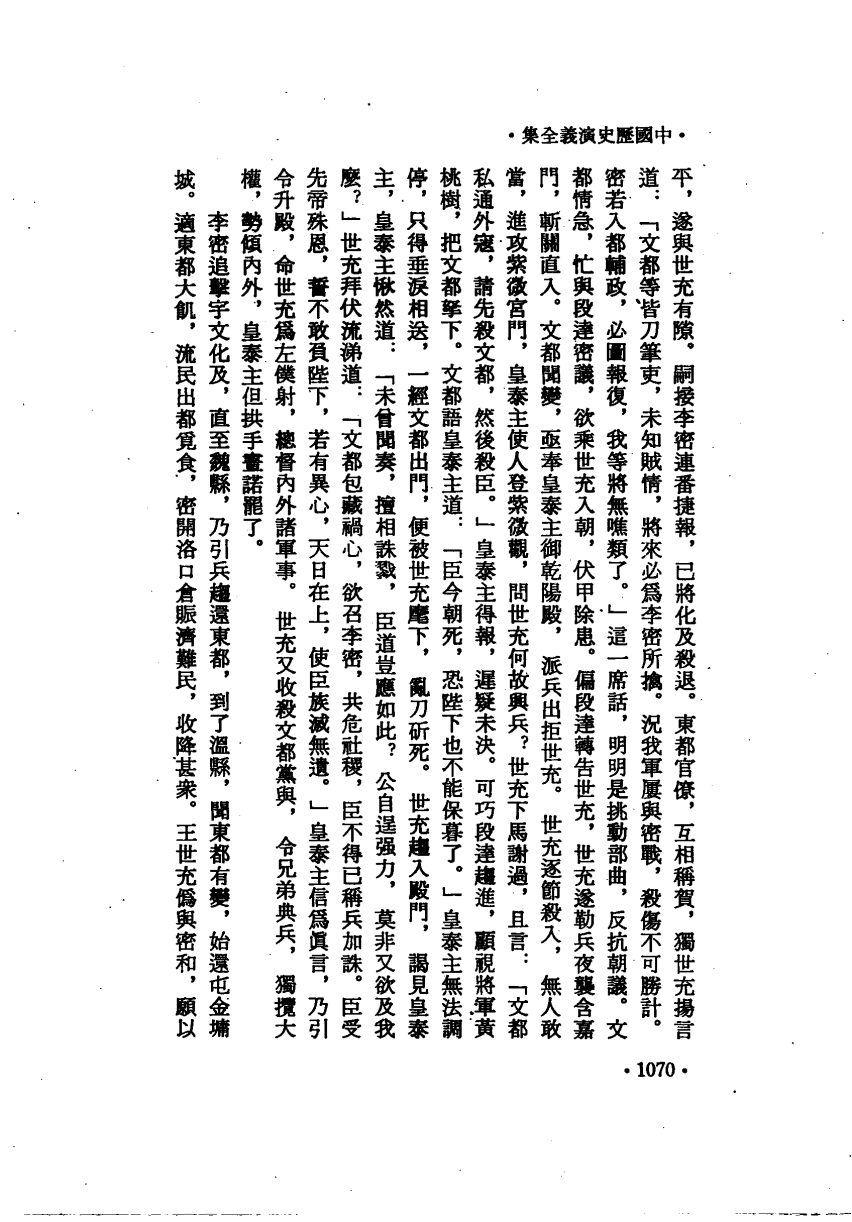 ・中國歷史演義全集・
平，遂與世充有隙。嗣接李密連番捷報，已將化及殺退。東都官僚，互相稱賀，獨世充揚言
道：「文都等皆刀筆吏，未知賊情，將來必爲李密所擒。況我軍屢與密戰，殺傷不可勝計。
密若入都輔政，必圖報復，我等將無噍類了。」這一席話，明明是挑動部曲，反抗朝議。文
都情急，忙與段達密議，欲乘世充入朝，伏甲除患。偏段達轉告世充，世充遂勒兵夜襲含嘉
門，斬關直入。文都聞變，亟奉皇泰主御乾陽殿，派兵出拒世充。世充逐節殺入，無人敢
當，進攻紫微宮門，皇泰主使人登紫微觀，問世充何故興兵？世充下馬謝過，且言：「文都
私通外寇，請先殺文都，然後殺臣。」皇泰主得報，遲疑未決。可巧段達趨進，顧視將軍黃
桃樹，把文都拏下。文都語皇泰主道：「臣今朝死，恐陛下也不能保暮了。」皇泰主無法調
停，只得垂淚相送，一經文都出門，便被世充麾下，亂刀斫死。世充趨入殿門，謁見皇泰
主，皇泰主愀然道：「未曾聞奏，擅相誅戮，臣道豈應如此？公自逞强力，莫非又欲及我
麼？」世充拜伏流涕道：「文都包藏禍心，欲召李密，共危社稷，臣不得已稱兵加誅。臣受
先帝殊恩，誓不敢負陛下，若有異心，天日在上，使臣族滅無遺。」皇泰主信爲眞言，乃引
令升殿，命世充爲左僕射，總督內外諸軍事。世充又收殺文都黨與，令兄弟典兵，獨攬大
權，勢傾內外，皇泰主但拱手畫諾罷了。
李密追擊宇文化及，直至魏縣，乃引兵趨還東都，到了溫縣，聞東都有變，始還屯金墉
城。適東都大飢，流民出都覓食，密開洛口倉賑濟難民，收降甚衆。王世充僞與密和，願以
・1070・